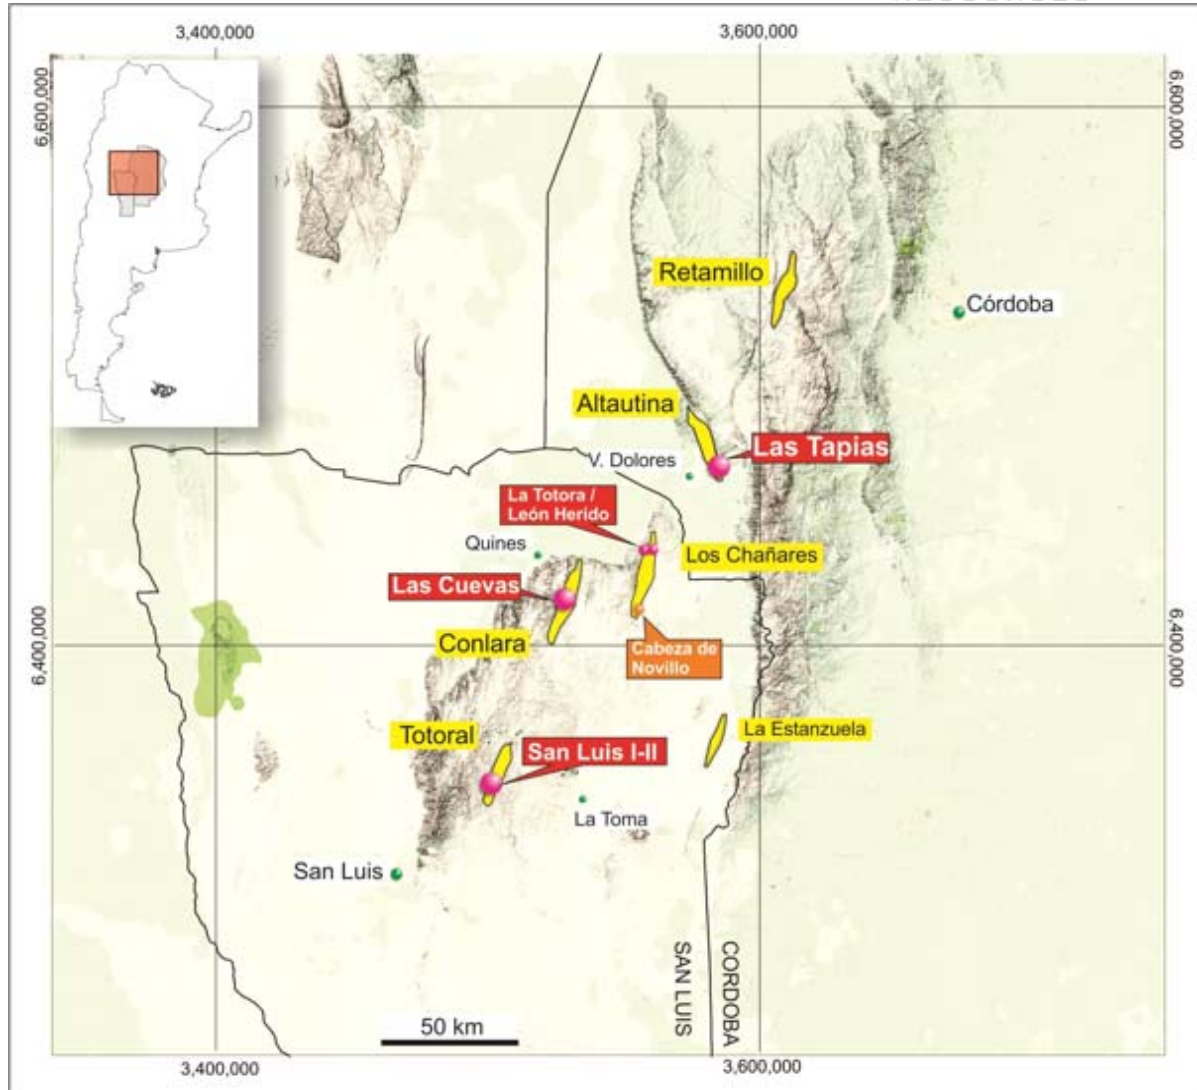 3,400,000
3,600,000
6,600,000
6,600,000
Retamillo
Córdoba
Altautina
Las Tapias
V. Dolores
La Totora /
León Herido
Quines
Los Chañares
Las Cuevas
Conlara
Cabeza de
Novillo
6,400,000
6,400,000
Totoral
La Estanzuela
San Luis I-II
La Toma
San Luis
SAN LUIS
CORDOBA
50 km
3,400,000
3,600,000